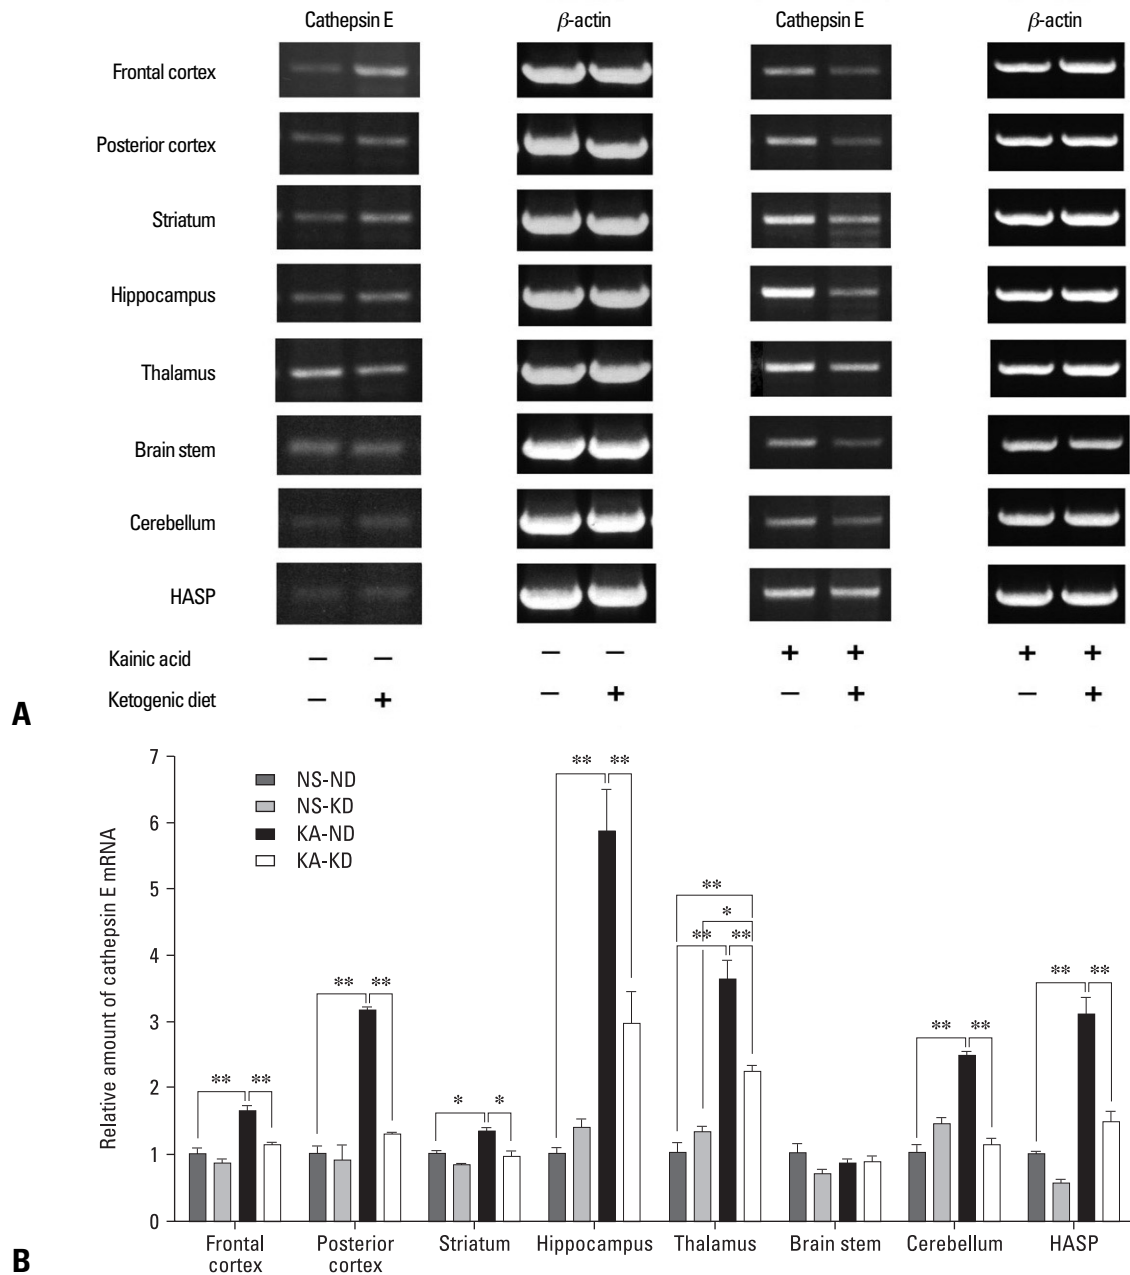 Cathepsin E β-actin Cathepsin E β-actin
Frontal cortex
Posterior cortex
Striatum
Hippocampus
Thalamus
Brain stem
Cerebellum
HASP
Kainic acid − − − − + + + +
Ketogenic diet − + − + − + − +
A
7
6
5
4
3
2
1
0
Relative amount of cathepsin E mRNA
NS-ND
NS-KD
KA-ND
KA-KD
** **
** **
* *
** **
**
*
** **
** **
** **
Frontal cortex
Posterior cortex
Striatum
Hippocampus
Thalamus
Brain stem
Cerebellum
HASP
B